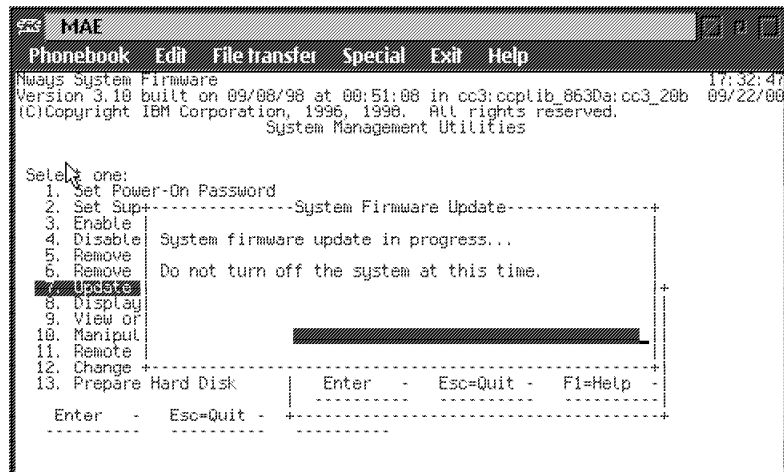 MAE
Phonebook Edit File transfer Special Exit Help
Nways System Firmware 17:32:47
Version 3.10 built on 09/08/98 at 00:51:08 in cc3:ccplib_863Da:cc3_20b 09/22/00
(C)Copyright IBM Corporation, 1996, 1998. All rights reserved.
System Management Utilities
Select one:
1. Set Power-On Password
2. Set Sup+--------------System Firmware Update--------------+
3. Enable
4. Disable| System firmware update in progress...
5. Remove
6. Remove | Do not turn off the system at this time.
7. Update
8. Display
9. View or
10. Manipul
11. Remote
12. Change
13. Prepare Hard Disk | Enter - Esc=Quit - F1=Help -
Enter - Esc=Quit -